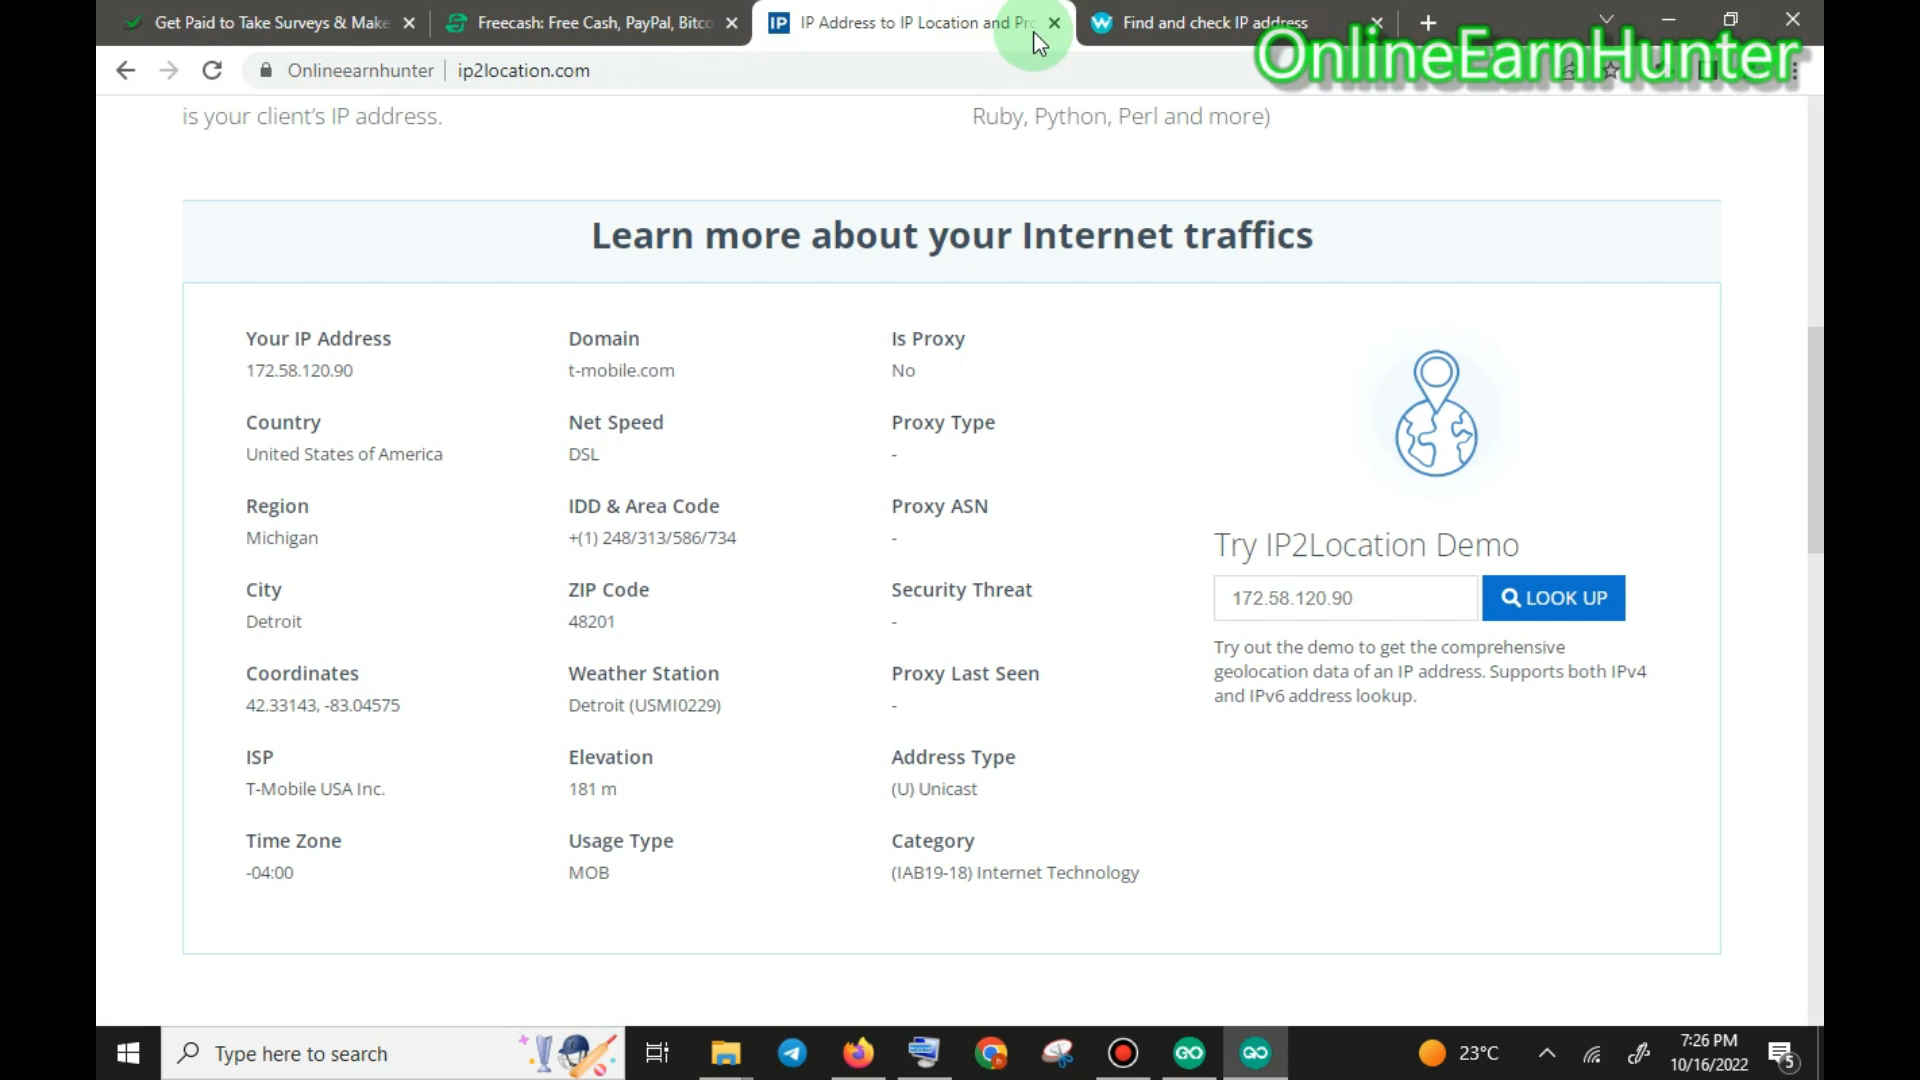 Get Paid to Take Surveys & Make
Freecash: Free Cash, PayPal, Bitco
IP Address to IP Location and Pr
Find and check IP address
OnlineEarnHunter
Onlineearnhunter
ip2location.com
is your client's IP address.
Ruby, Python, Perl and more)
Learn more about your Internet traffics
Your IP Address
172.58.120.90
Domain
t-mobile.com
Is Proxy
No
Country
United States of America
Net Speed
DSL
Proxy Type
-
Region
Michigan
IDD & Area Code
+(1) 248/313/586/734
Proxy ASN
-
City
Detroit
ZIP Code
48201
Security Threat
-
Coordinates
42.33143, -83.04575
Weather Station
Detroit (USMI0229)
Proxy Last Seen
-
ISP
T-Mobile USA Inc.
Elevation
181 m
Address Type
(U) Unicast
Time Zone
-04:00
Usage Type
MOB
Category
(IAB19-18) Internet Technology
Try IP2Location Demo
172.58.120.90
LOOK UP
Try out the demo to get the comprehensive
geolocation data of an IP address. Supports both IPv4
and IPv6 address lookup.
Type here to search
23°C
7:26 PM
10/16/2022
5